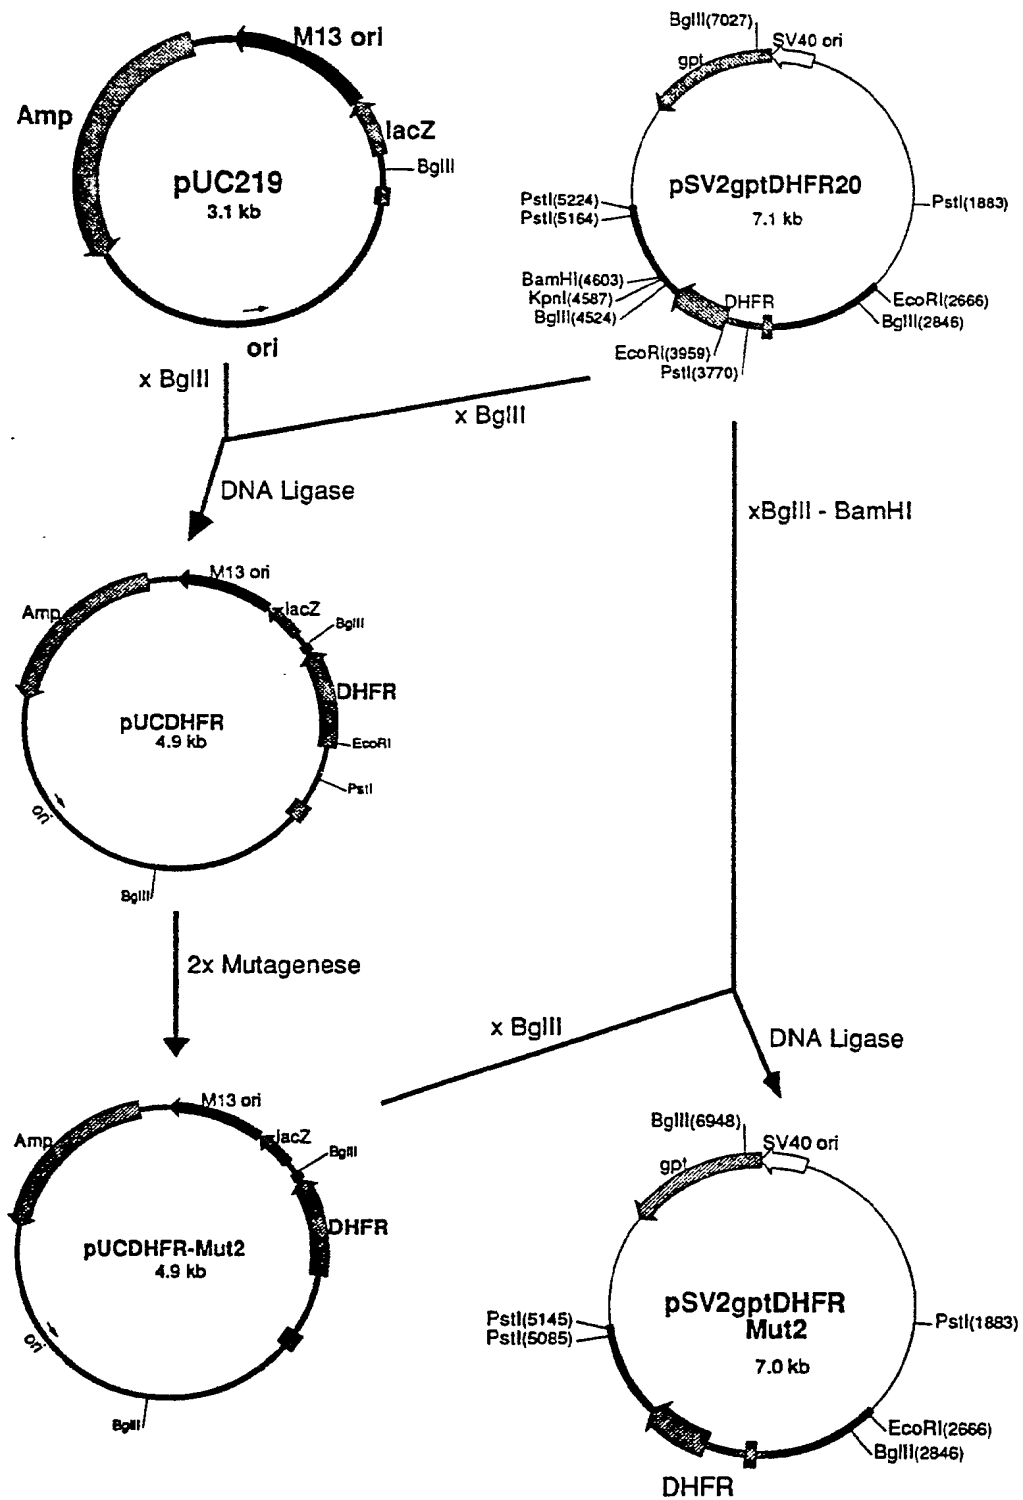 M13 ori
Amp
lacZ
BglII
pUC219
3.1 kb
ori
BglII(7027)
SV40 ori
gpt
pSV2gptDHFR20
7.1 kb
PstI(5224)
PstI(5164)
PstI(1883)
BamHI(4603)
KpnI(4587)
BglII(4524)
DHFR
EcoRI(2666)
BglII(2846)
EcoRI(3959)
PstI(3770)
x BglII
x BglII
DNA Ligase
xBglII - BamHI
M13 ori
Amp
lacZ
BglII
DHFR
pUCDHFR
4.9 kb
EcoRI
PstI
ori
BglII
2x Mutagenese
x BglII
DNA Ligase
M13 ori
Amp
lacZ
BglII
DHFR
pUCDHFR-Mut2
4.9 kb
ori
BglII
BglII(6948)
SV40 ori
gpt
pSV2gptDHFR
Mut2
7.0 kb
PstI(5145)
PstI(5085)
PstI(1883)
EcoRI(2666)
BglII(2846)
DHFR